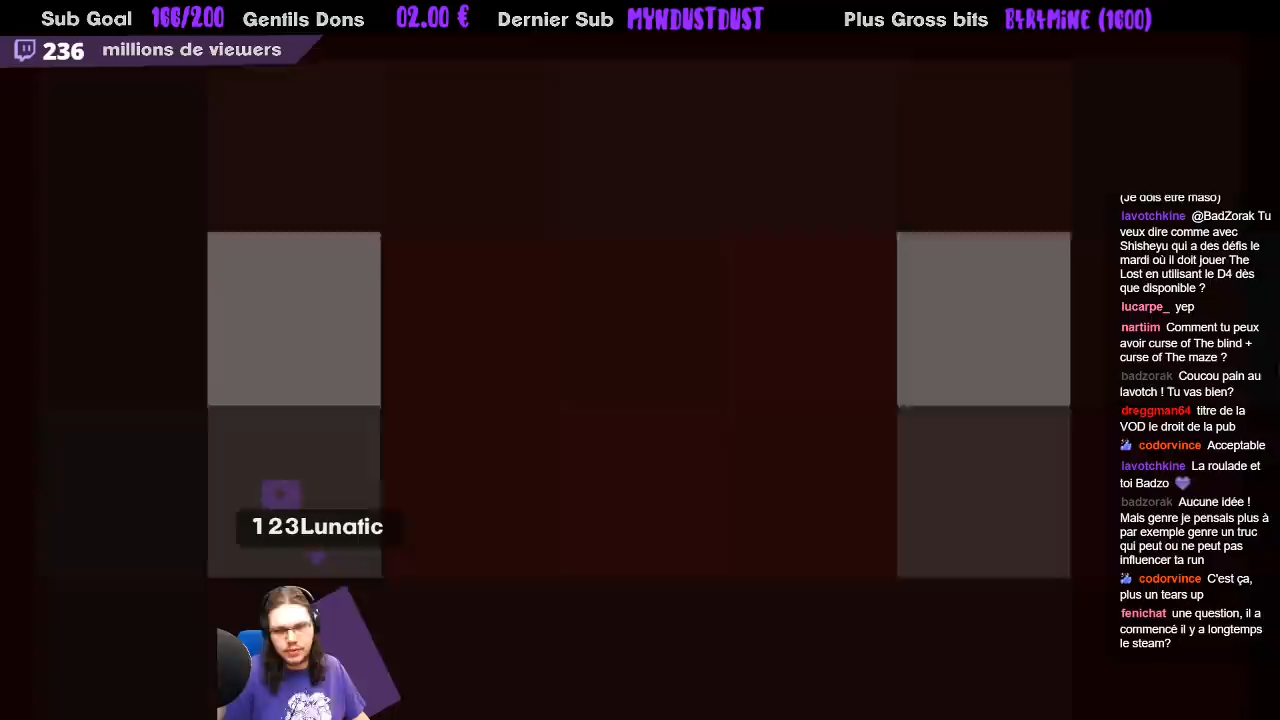 Sub Goal 166/200 Gentils Dons 02.00 € Dernier Sub MYNDUSTDUST Plus Gross bits B4R4MINE (1600)
236 millions de viewers
(Je dois être maso)
lavotchkine @BadZorak Tu
veux dire comme avec
Shisheyu qui a des défis le
mardi où il doit jouer The
Lost en utilisant le D4 dès
que disponible ?
lucarpe_ yep
nartiim Comment tu peux
avoir curse of The blind +
curse of The maze ?
badzorak Coucou pain au
lavotch ! Tu vas bien?
dreggman64 titre de la
VOD le droit de la pub
codorvince Acceptable
lavotchkine La roulade et
toi Badzo 💜
badzorak Aucune idée !
Mais genre je pensais plus à
par exemple genre un truc
qui peut ou ne peut pas
influencer ta run
codorvince C'est ça,
plus un tears up
fenichat une question, il a
commencé il y a longtemps
le steam?
123Lunatic